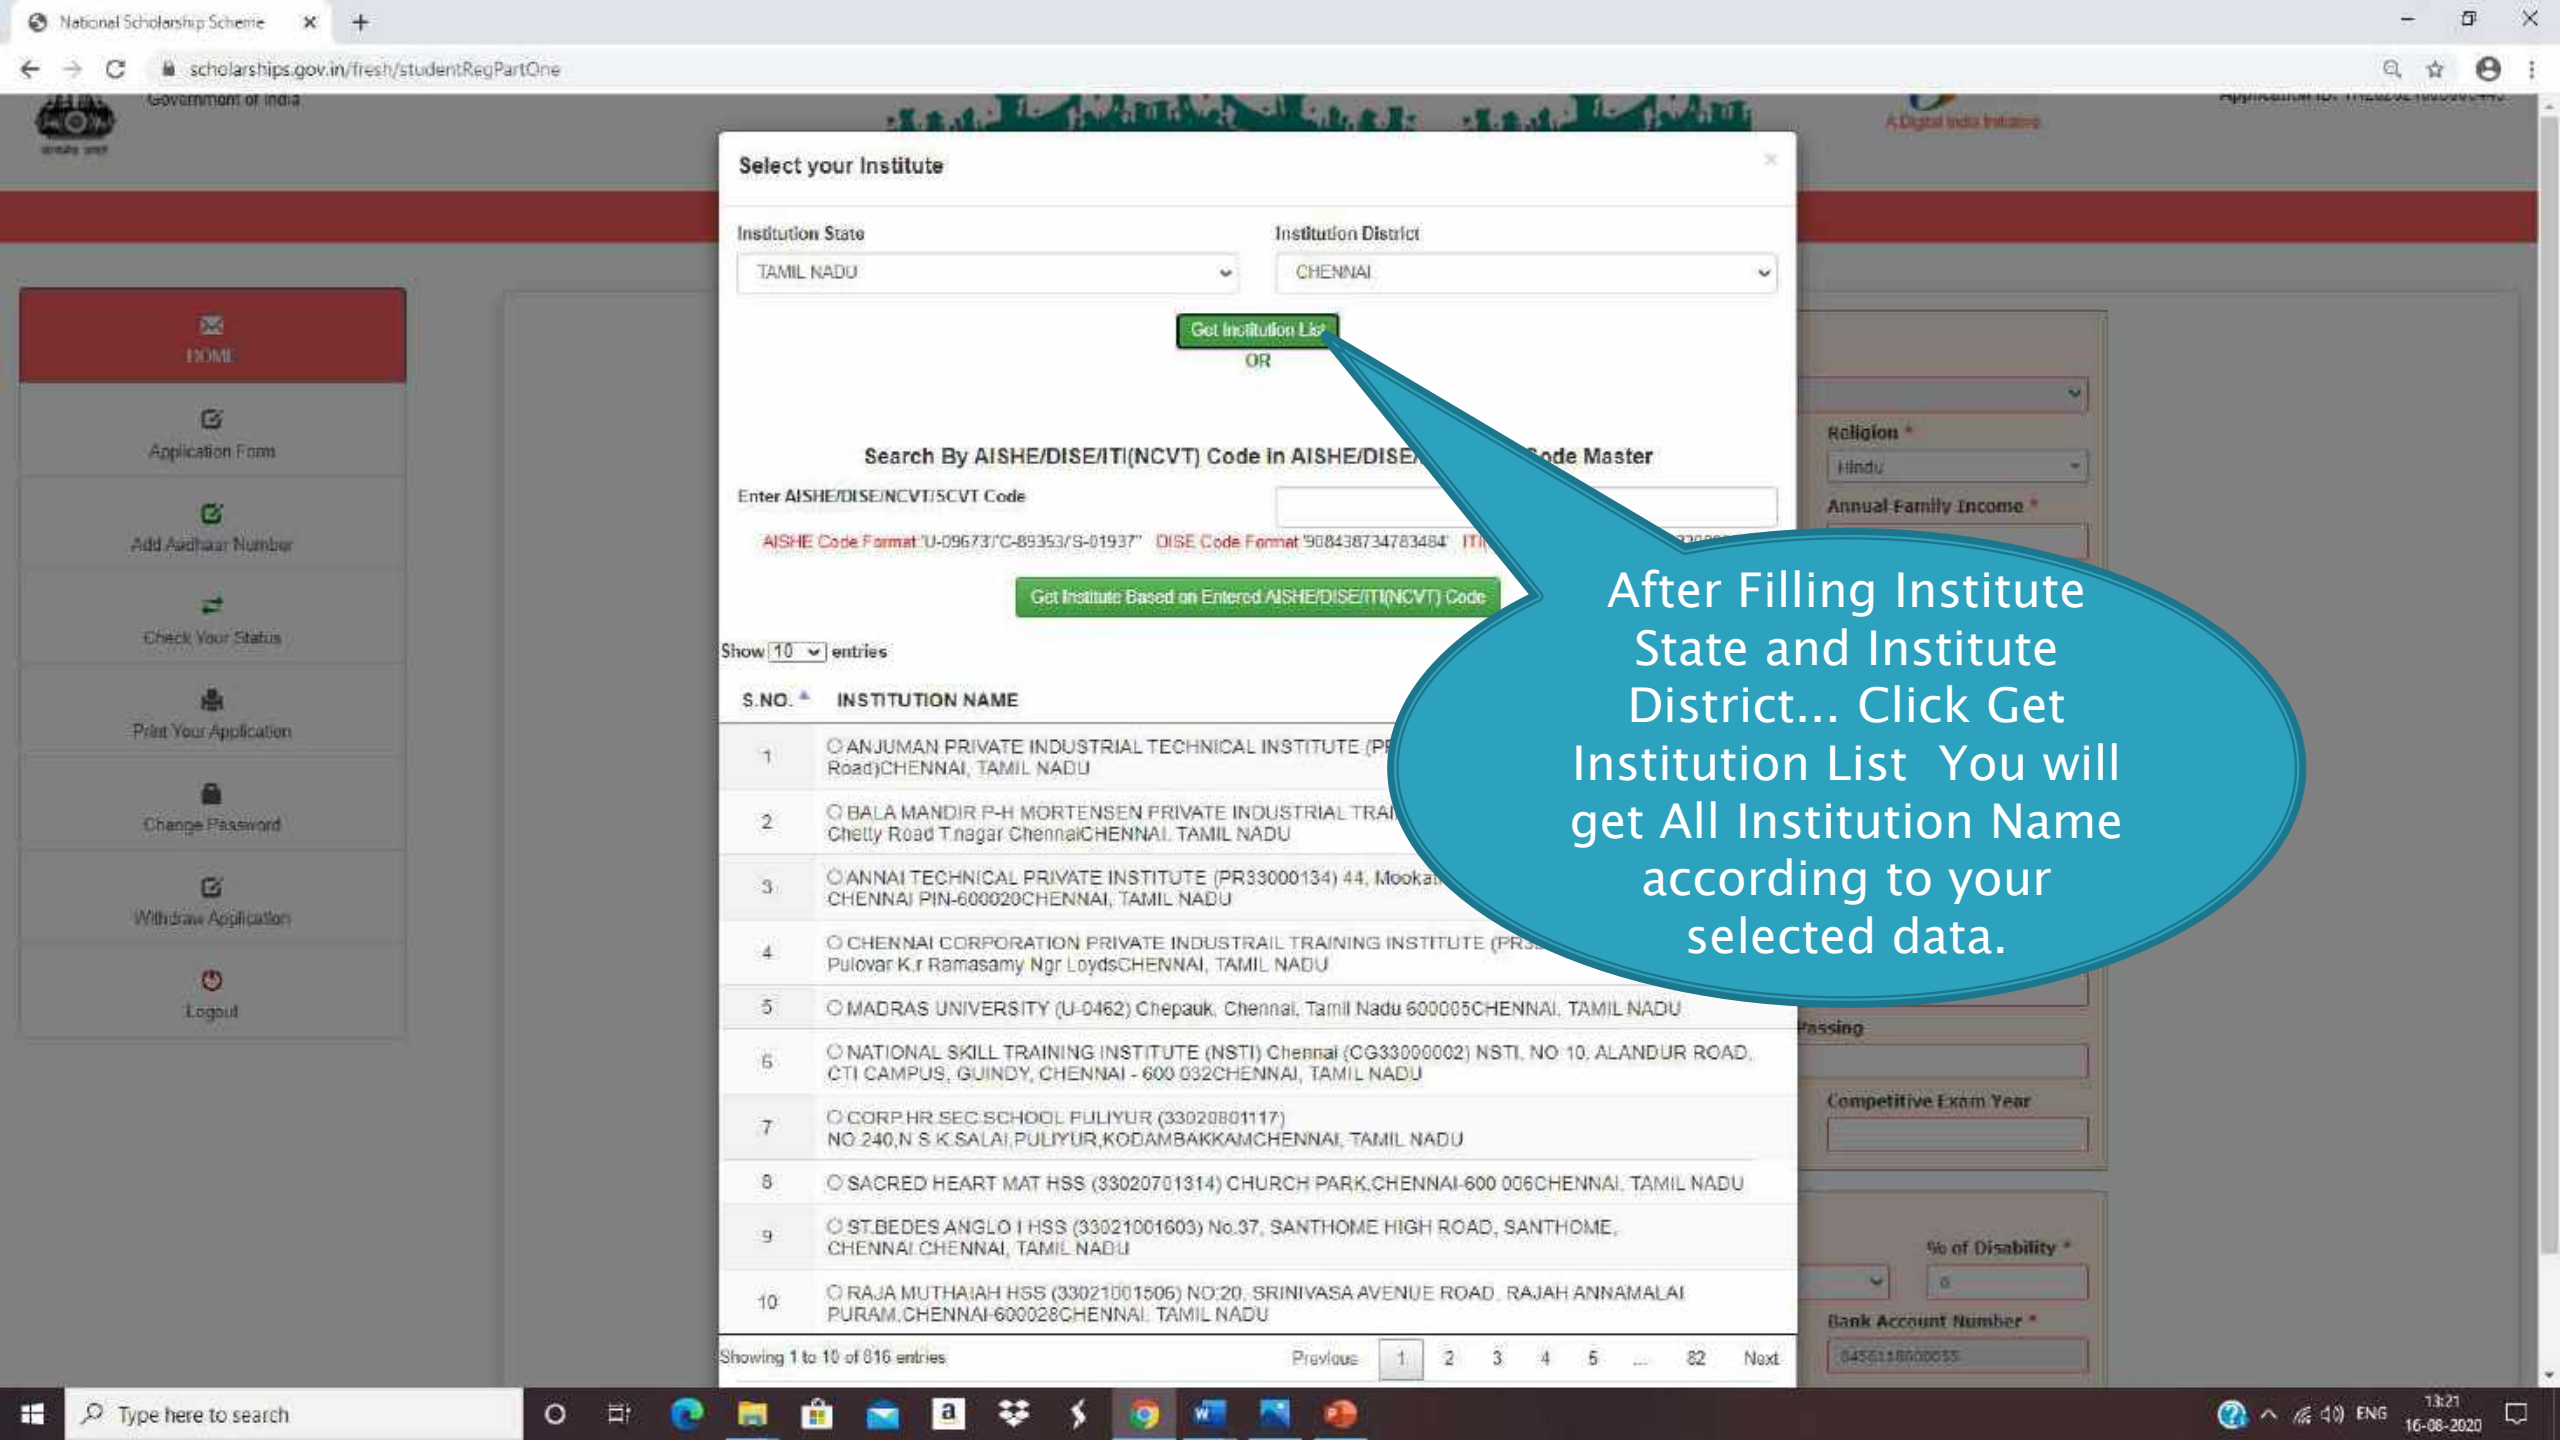 National Scholarship Scheme
scholarships.gov.in/fresh/studentRegPartOne
Government of India
A Digital India Initiative
Application ID:
Select your Institute
Institution State
Institution District
TAMIL NADU
CHENNAI
Get Institution List
OR
Search By AISHE/DISE/ITI(NCVT) Code in AISHE/DISE/ Code Master
Enter AISHE/DISE/NCVT/SCVT Code
AISHE Code Format 'U-09673'/'C-89353/'S-01937" DISE Code Format '908438734783484'
Get Institute Based on Entered AISHE/DISE/ITI(NCVT) Code
Show 10 entries
S.NO. INSTITUTION NAME
1 ANJUMAN PRIVATE INDUSTRIAL TECHNICAL INSTITUTE
Road)CHENNAI, TAMIL NADU
2 BALA MANDIR P-H MORTENSEN PRIVATE INDUSTRIAL
Chetty Road T.nagar ChennaiCHENNAI, TAMIL NADU
3 ANNAI TECHNICAL PRIVATE INSTITUTE (PR33000134) 44,
CHENNAI PIN-600020CHENNAI, TAMIL NADU
4 CHENNAI CORPORATION PRIVATE INDUSTRAIL TRAINING INSTITUTE
Pulovar K.r Ramasamy Ngr LoydsCHENNAI, TAMIL NADU
5 MADRAS UNIVERSITY (U-0462) Chepauk, Chennai, Tamil Nadu 600005CHENNAI, TAMIL NADU
6 NATIONAL SKILL TRAINING INSTITUTE (NSTI) Chennai (CG33000002) NSTI, NO 10, ALANDUR ROAD,
CTI CAMPUS, GUINDY, CHENNAI - 600 032CHENNAI, TAMIL NADU
7 CORP.HR.SEC.SCHOOL PULIYUR (33020801117)
NO.240,N.S.K.SALAI,PULIYUR,KODAMBAKKAMCHENNAI, TAMIL NADU
8 SACRED HEART MAT HSS (33020701314) CHURCH PARK,CHENNAI-600 006CHENNAI, TAMIL NADU
9 ST.BEDES ANGLO I HSS (33021001603) No.37, SANTHOME HIGH ROAD, SANTHOME,
CHENNAI.CHENNAI, TAMIL NADU
10 RAJA MUTHAIAH HSS (33021001506) NO:20, SRINIVASA AVENUE ROAD, RAJAH ANNAMALAI
PURAM,CHENNAI-600028CHENNAI, TAMIL NADU
Showing 1 to 10 of 816 entries
Previous 1 2 3 4 5 ... 82 Next
HOME
Application Form
Add Aadhaar Number
Check Your Status
Print Your Application
Change Password
Withdraw Application
Logout
Religion *
Hindu
Annual Family Income *
Passing
Competitive Exam Year
% of Disability *
0
Bank Account Number *
After Filling Institute
State and Institute
District... Click Get
Institution List You will
get All Institution Name
according to your
selected data.
Type here to search
ENG
13:21
16-08-2020